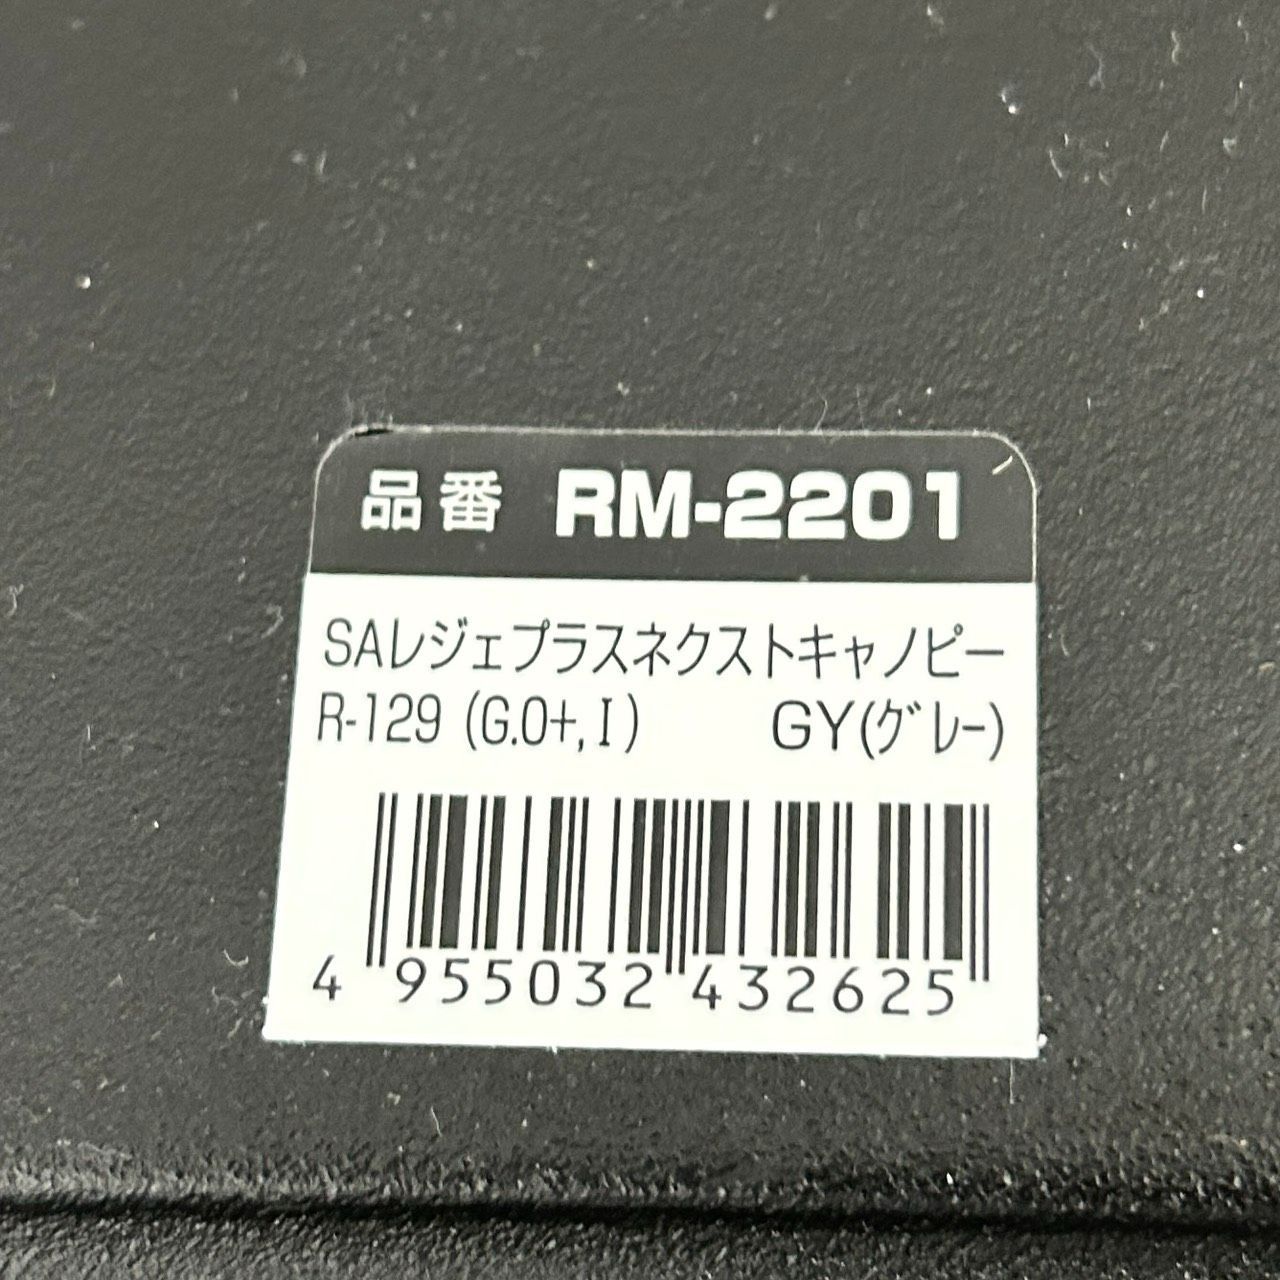 品番 RM-2201
SAレジェプラスネクストキャノピー
R-129 (G.0+,I) GY(グレー)
4 955032 432625